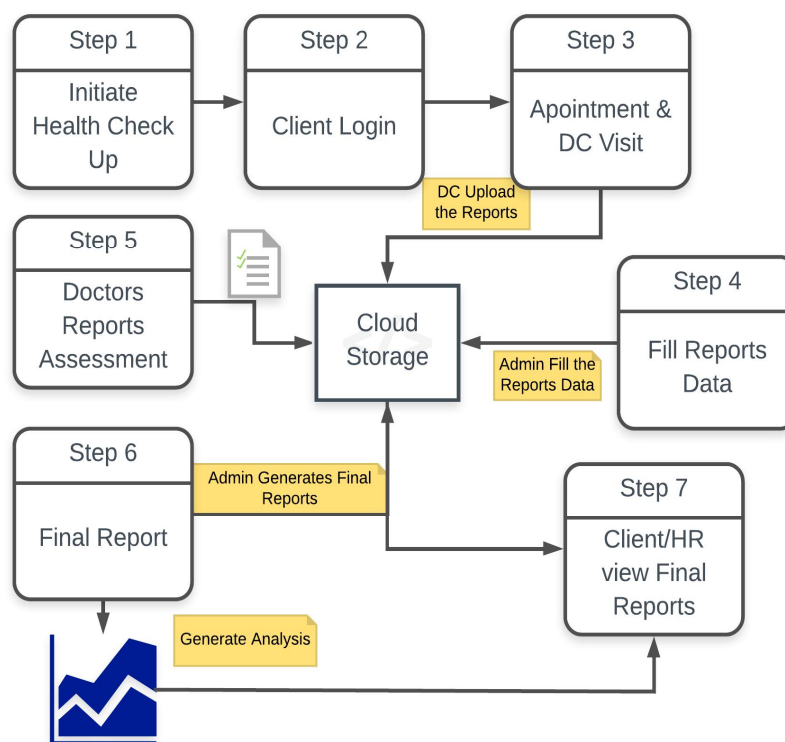 Step 1
Initiate
Health Check
Up
Step 2
Client Login
Step 3
Apointment &
DC Visit
DC Upload
the Reports
Step 5
Doctors
Reports
Assessment
Cloud
Storage
Step 4
Fill Reports
Data
Admin Fill the
Reports Data
Step 6
Final Report
Admin Generates Final
Reports
Step 7
Client/HR
view Final
Reports
Generate Analysis